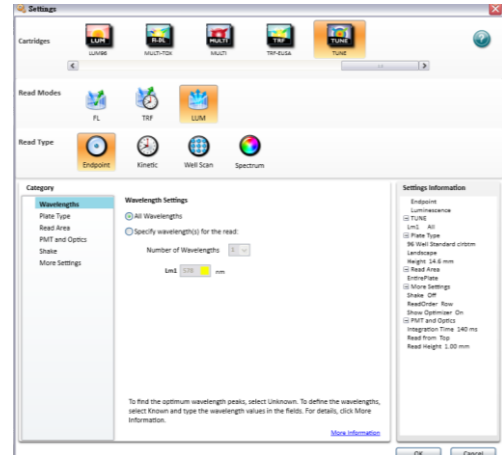 Settings
Cartridges
LUM96
MULTI-TOX
MULTI
TRF-ELISA
TUNE
Read Modes
FL
TRF
LUM
Read Type
Endpoint
Kinetic
Well Scan
Spectrum
Category
Wavelengths
Plate Type
Read Area
PMT and Optics
Shake
More Settings
Wavelength Settings
All Wavelengths
Specify wavelength(s) for the read:
Number of Wavelengths 1
Lm1 578 nm
To find the optimum wavelength peaks, select Unknown. To define the wavelengths,
select Known and type the wavelength values in the fields. For details, click More
Information.
More Information
Settings Information
Endpoint
Luminescence
TUNE
Lm1 All
Plate Type
96 Well Standard clrbtm
Landscape
Height 14.6 mm
Read Area
EntirePlate
More Settings
Shake Off
ReadOrder Row
Show Optimizer On
PMT and Optics
Integration Time 140 ms
Read from Top
Read Height 1.00 mm
OK
Cancel